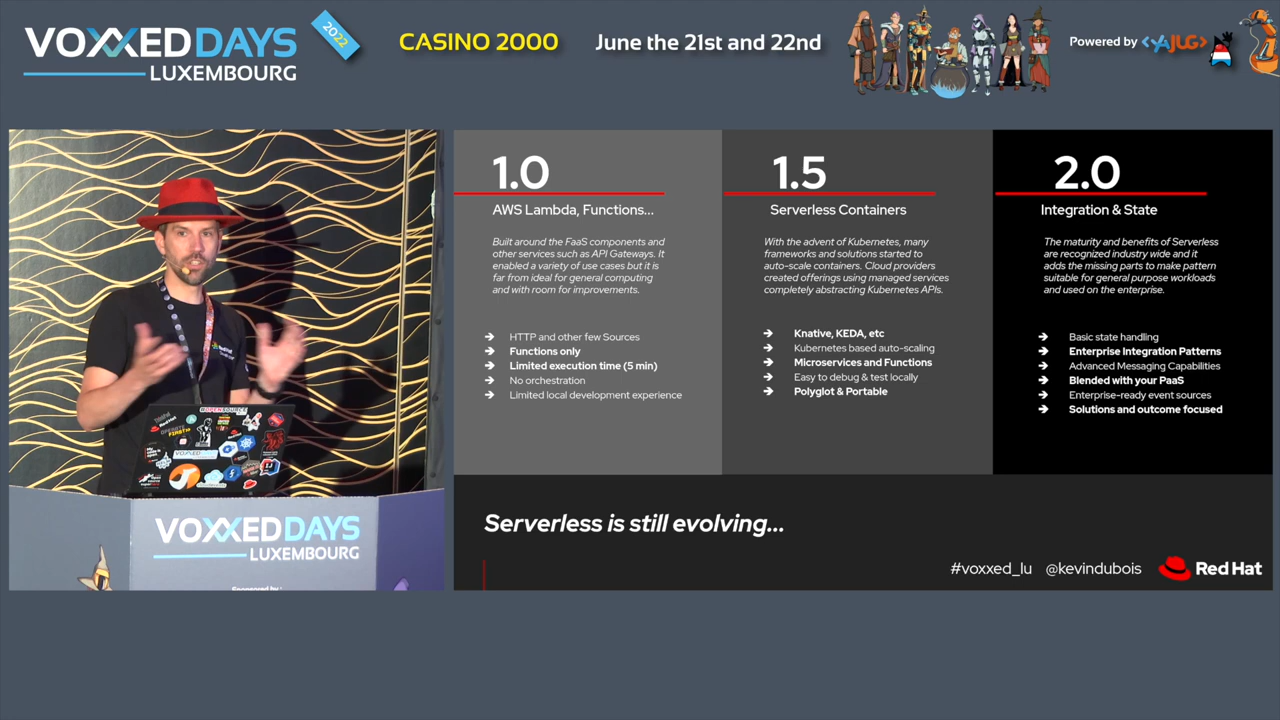 VOXXED DAYS
LUXEMBOURG
2022
CASINO 2000
June the 21st and 22nd
Powered by <YAJUG>
1.0
AWS Lambda, Functions...
Built around the FaaS components and
other services such as API Gateways. It
enabled a variety of use cases but it is
far from ideal for general computing
and with room for improvements.
HTTP and other few Sources
Functions only
Limited execution time (5 min)
No orchestration
Limited local development experience
1.5
Serverless Containers
With the advent of Kubernetes, many
frameworks and solutions started to
auto-scale containers. Cloud providers
created offerings using managed services
completely abstracting Kubernetes APIs.
Knative, KEDA, etc
Kubernetes based auto-scaling
Microservices and Functions
Easy to debug & test locally
Polyglot & Portable
2.0
Integration & State
The maturity and benefits of Serverless
are recognized industry wide and it
adds the missing parts to make pattern
suitable for general purpose workloads
and used on the enterprise.
Basic state handling
Enterprise Integration Patterns
Advanced Messaging Capabilities
Blended with your PaaS
Enterprise-ready event sources
Solutions and outcome focused
Serverless is still evolving...
#voxxed_lu @kevindubois
Red Hat
#OPENSOURCE
VOXXED DAYS
LUXEMBOURG
Sponsored by :